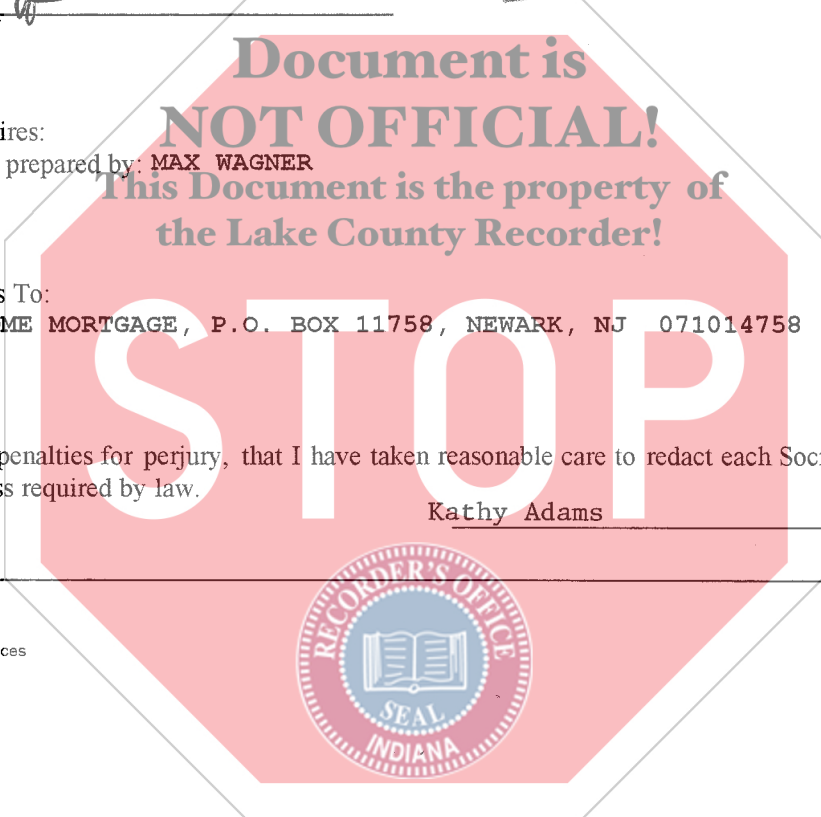 Document is
NOT OFFICIAL!
ires:
prepared by: MAX WAGNER
This Document is the property of
the Lake County Recorder!
s To:
ME MORTGAGE, P.O. BOX 11758, NEWARK, NJ 071014758
STOP
penalties for perjury, that I have taken reasonable care to redact each Soci
s required by law.
Kathy Adams
RECORDER'S OFFICE
SEAL
INDIANA
ces